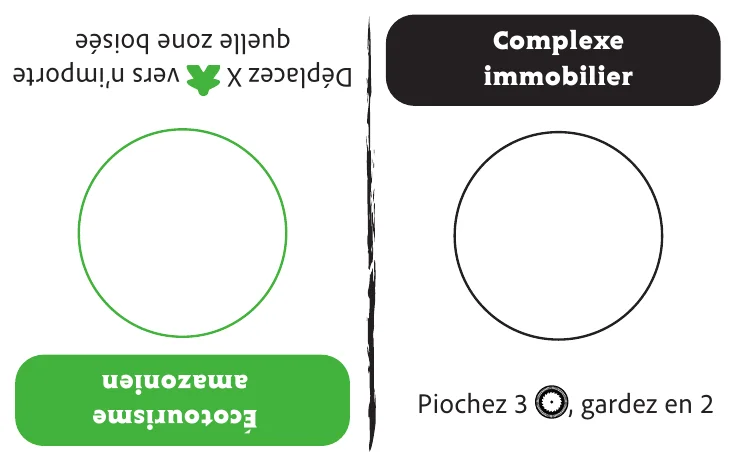 Écotourisme
amazonien
Déplacez X vers n'importe
quelle zone boisée
Complexe
immobilier
Piochez 3 , gardez en 2